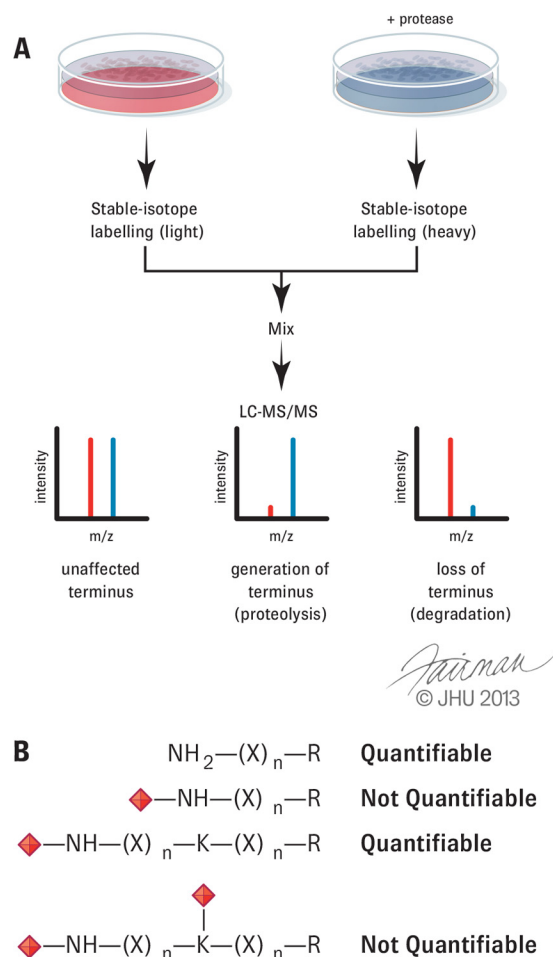 + protease
A
Stable-isotope
labelling (light)
Stable-isotope
labelling (heavy)
Mix
LC-MS/MS
intensity
m/z
unaffected
terminus
intensity
m/z
generation of
terminus
(proteolysis)
intensity
m/z
loss of
terminus
(degradation)
Fairman
© JHU 2013
B
NH2—(X)n—R Quantifiable
—NH—(X)n—R Not Quantifiable
—NH—(X)n—K—(X)n—R Quantifiable
—NH—(X)n—K—(X)n—R Not Quantifiable